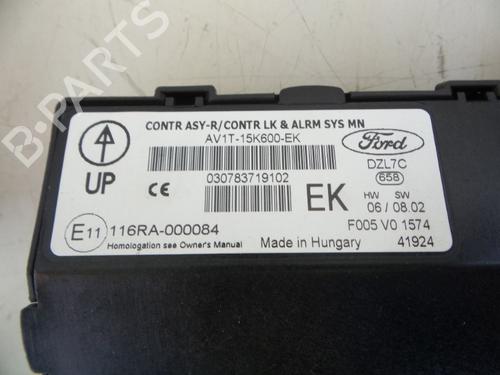 CONTR ASY-R/CONTR LK & ALRM SYS MN
AV1T-15K600-EK
Ford
DZL7C
658
UP
CE
030783719102
EK
HW SW
06 / 08.02
E11 116RA-000084
F005 V0 1574
Homologation see Owner's Manual
Made in Hungary
41924
B-PARTS